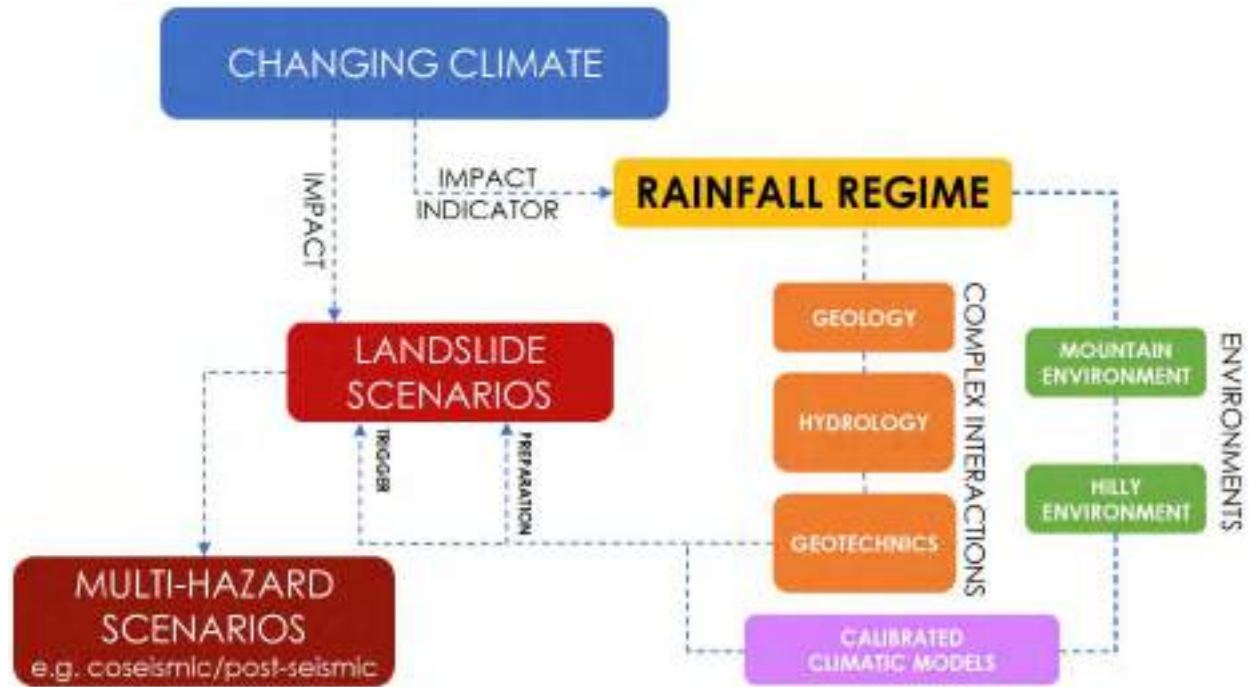 CHANGING CLIMATE
IMPACT
IMPACT
INDICATOR
RAINFALL REGIME
GEOLOGY
HYDROLOGY
GEOTECHNICS
COMPLEX INTERACTIONS
MOUNTAIN
ENVIRONMENT
HILLY
ENVIRONMENT
ENVIRONMENTS
LANDSLIDE
SCENARIOS
TRIGGER
PREPARATION
MULTI-HAZARD
SCENARIOS
e.g. coseismic/post-seismic
CALIBRATED
CLIMATIC MODELS